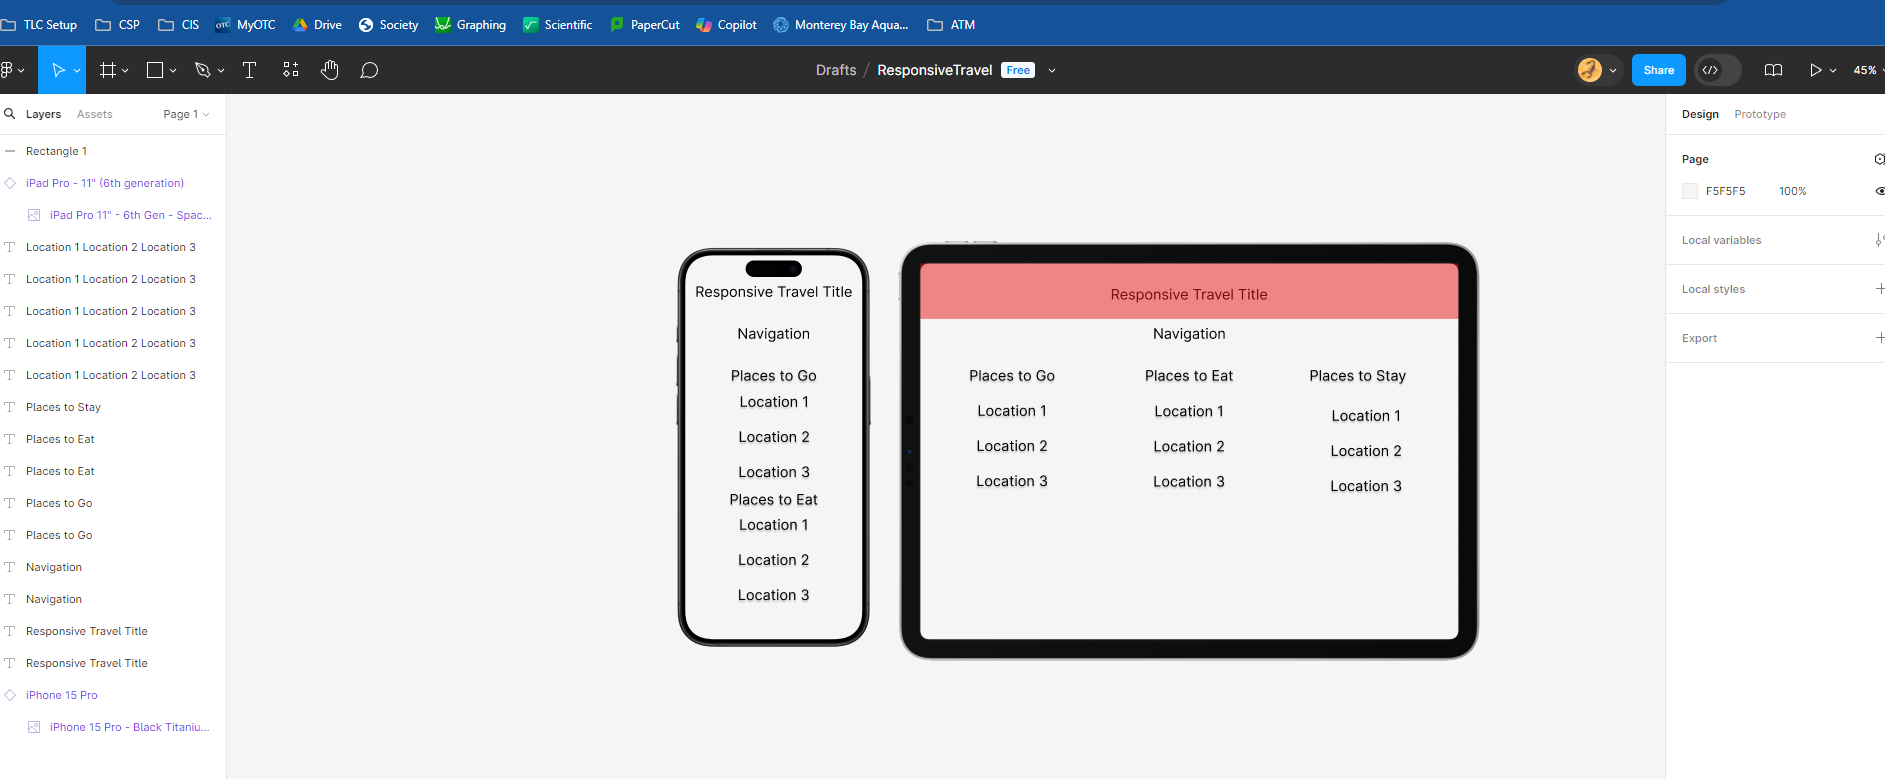 TLC Setup CSP CIS MyOTC Drive Society Graphing Scientific PaperCut Copilot Monterey Bay Aqua... ATM
Drafts / ResponsiveTravel Free Share 45%
Layers Assets Page 1
Rectangle 1
iPad Pro - 11" (6th generation)
iPad Pro 11" - 6th Gen - Spac...
Location 1 Location 2 Location 3
Location 1 Location 2 Location 3
Location 1 Location 2 Location 3
Location 1 Location 2 Location 3
Location 1 Location 2 Location 3
Places to Stay
Places to Eat
Places to Eat
Places to Go
Places to Go
Navigation
Navigation
Responsive Travel Title
Responsive Travel Title
iPhone 15 Pro
iPhone 15 Pro - Black Titaniu...
Responsive Travel Title
Navigation
Places to Go
Location 1
Location 2
Location 3
Places to Eat
Location 1
Location 2
Location 3
Responsive Travel Title
Navigation
Places to Go
Location 1
Location 2
Location 3
Places to Eat
Location 1
Location 2
Location 3
Places to Stay
Location 1
Location 2
Location 3
Design Prototype
Page
F5F5F5 100%
Local variables
Local styles
Export